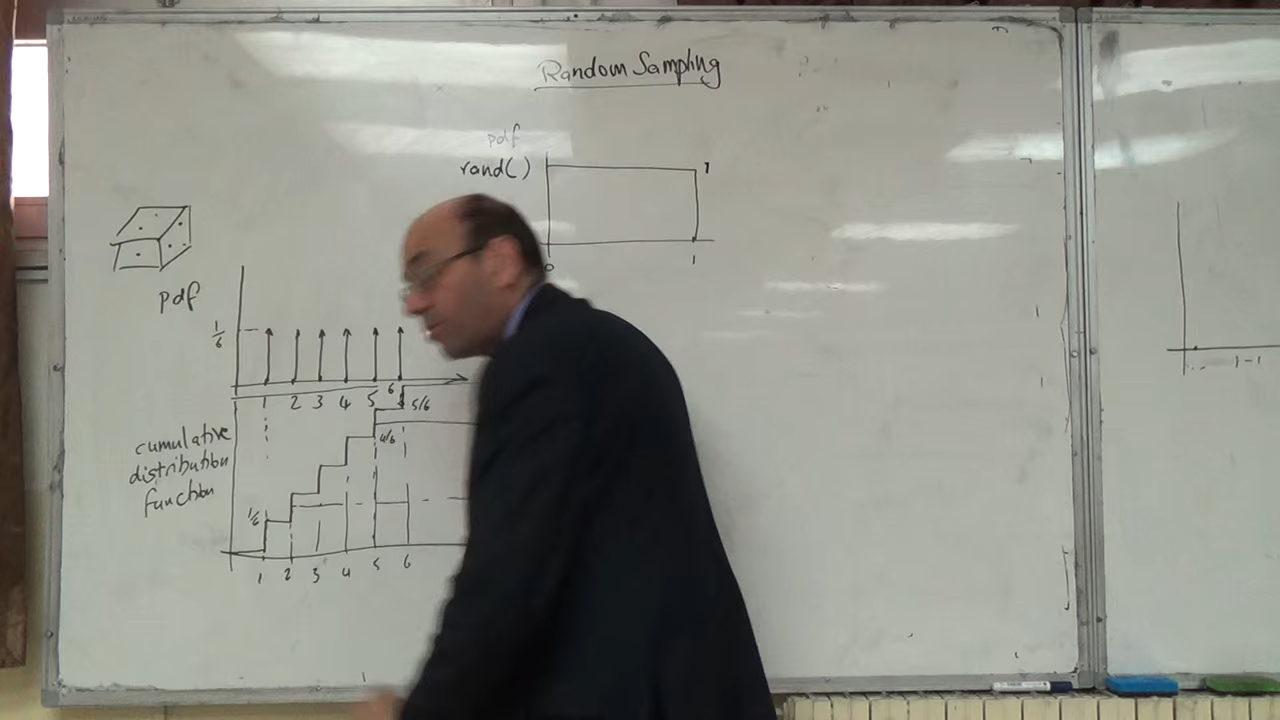 Random Sampling
pdf
rand( )
1
0 1
pdf
1/6
1 2 3 4 5 6
5/6
4/6
cumulative
distribution
function
1/6
1 2 3 4 5 6